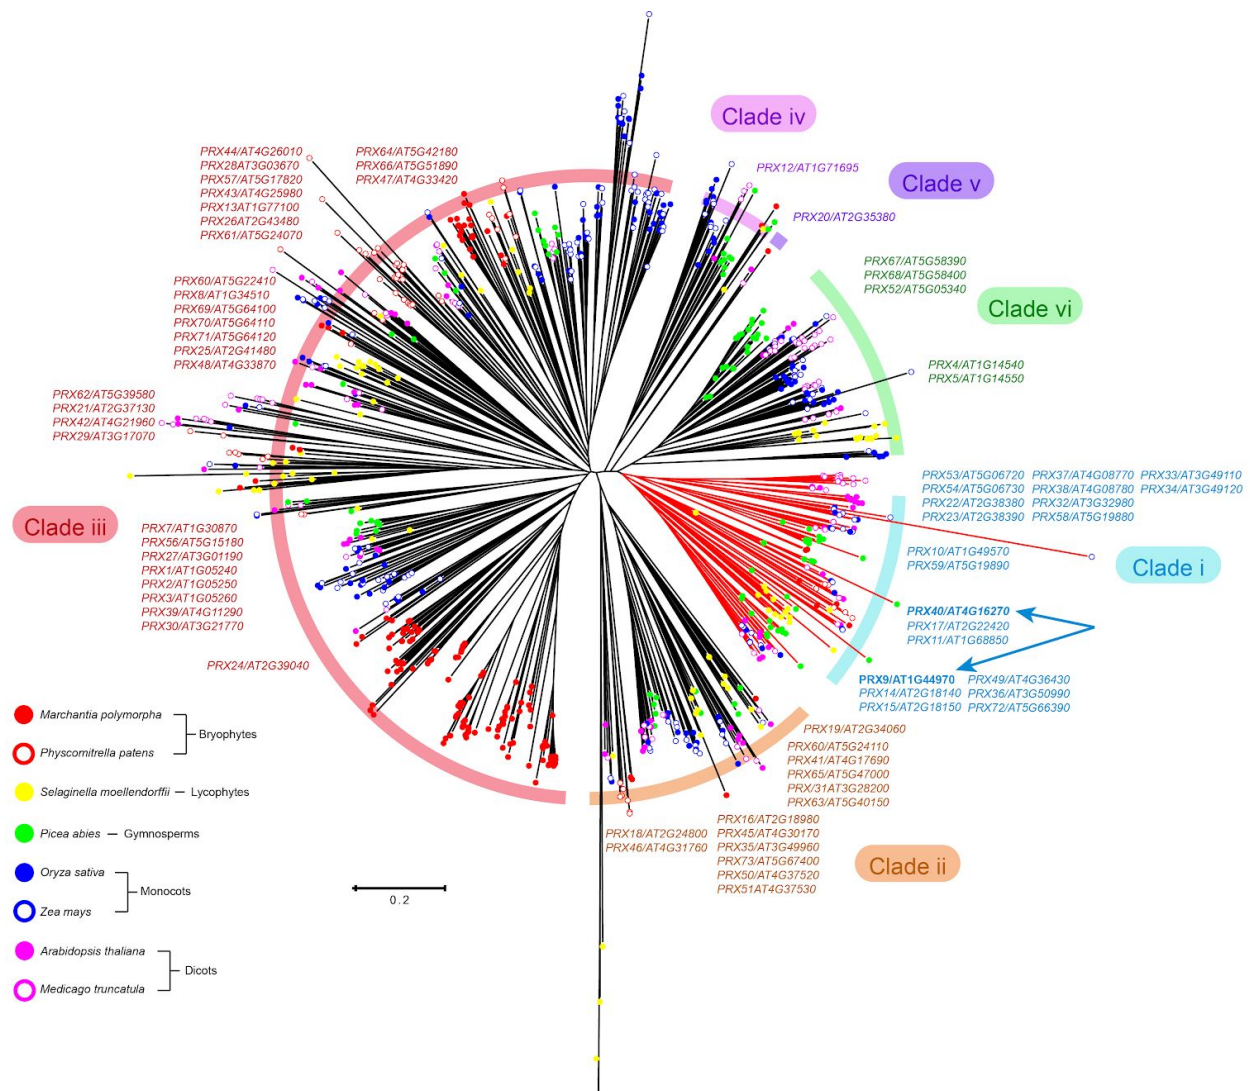 Clade iv
PRX44/AT4G26010
PRX28AT3G03670
PRX57/AT5G17820
PRX43/AT4G25980
PRX13AT1G77100
PRX26AT2G43480
PRX61/AT5G24070
PRX64/AT5G42180
PRX66/AT5G51890
PRX47/AT4G33420
PRX12/AT1G71695
Clade v
PRX20/AT2G35380
PRX67/AT5G58390
PRX68/AT5G58400
PRX52/AT5G05340
Clade vi
PRX60/AT5G22410
PRX8/AT1G34510
PRX69/AT5G64100
PRX70/AT5G64110
PRX71/AT5G64120
PRX25/AT2G41480
PRX48/AT4G33870
PRX4/AT1G14540
PRX5/AT1G14550
PRX62/AT5G39580
PRX21/AT2G37130
PRX42/AT4G21960
PRX29/AT3G17070
PRX53/AT5G06720 PRX37/AT4G08770 PRX33/AT3G49110
PRX54/AT5G06730 PRX38/AT4G08780 PRX34/AT3G49120
PRX22/AT2G38380 PRX32/AT3G32980
PRX23/AT2G38390 PRX58/AT5G19880
Clade iii
PRX7/AT1G30870
PRX56/AT5G15180
PRX27/AT3G01190
PRX1/AT1G05240
PRX2/AT1G05250
PRX3/AT1G05260
PRX39/AT4G11290
PRX30/AT3G21770
PRX10/AT1G49570
PRX59/AT5G19890
Clade i
PRX40/AT4G16270
PRX17/AT2G22420
PRX11/AT1G68850
PRX24/AT2G39040
PRX9/AT1G44970 PRX49/AT4G36430
PRX14/AT2G18140 PRX36/AT3G50990
PRX15/AT2G18150 PRX72/AT5G66390
PRX19/AT2G34060
PRX60/AT5G24110
PRX41/AT4G17690
PRX65/AT5G47000
PRX/31AT3G28200
PRX63/AT5G40150
PRX18/AT2G24800
PRX46/AT4G31760
PRX16/AT2G18980
PRX45/AT4G30170
PRX35/AT3G49960
PRX73/AT5G67400
PRX50/AT4G37520
PRX51AT4G37530
Clade ii
Marchantia polymorpha
Bryophytes
Physcomitrella patens
Selaginella moellendorffii
Lycophytes
Picea abies
Gymnosperms
Oryza sativa
Monocots
Zea mays
Arabidopsis thaliana
Dicots
Medicago truncatula
0.2